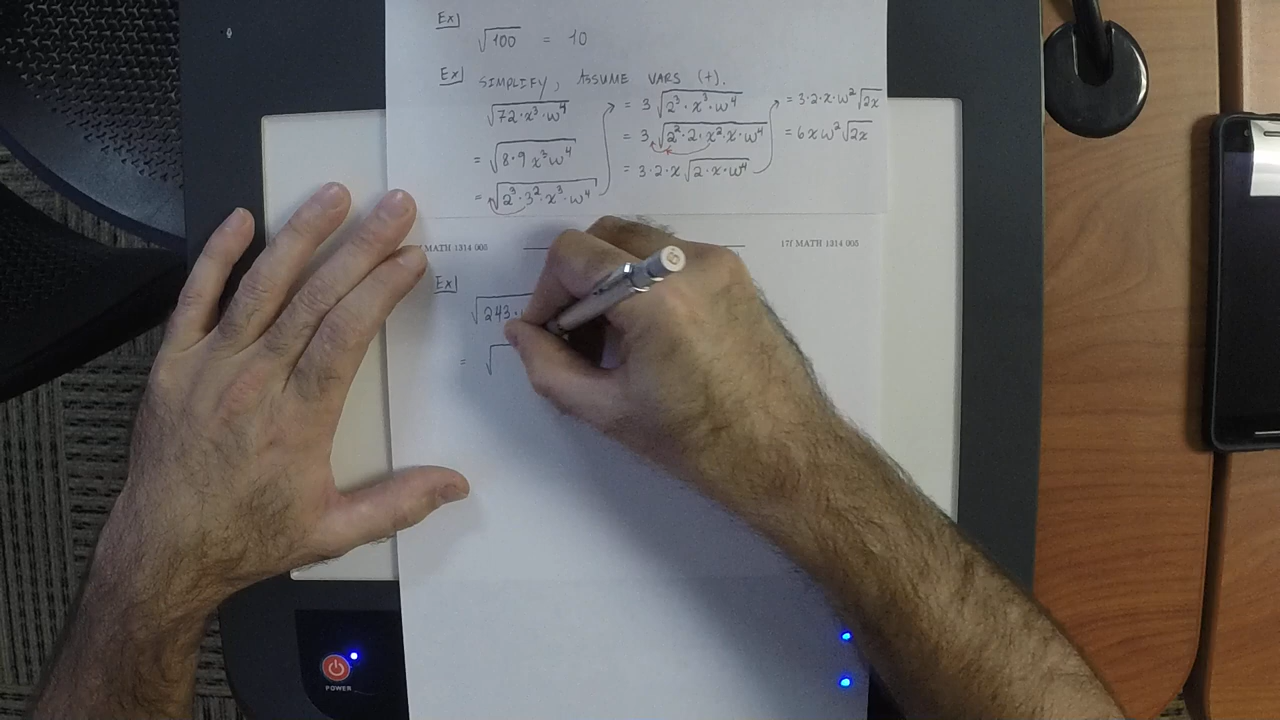 Ex]
√100 = 10
Ex] SIMPLIFY, ASSUME VARS (+).
√72·x³·w⁴
= √8·9 x³w⁴
= √2³·3²·x³·w⁴
= 3√2³·x³·w⁴
= 3√2²·2·x²·x·w⁴
= 3·2·x√2·x·w⁴
= 3·2·x·w²√2x
= 6xw²√2x
MATH 1314 005
17f MATH 1314 005
Ex]
√243·
= √
POWER